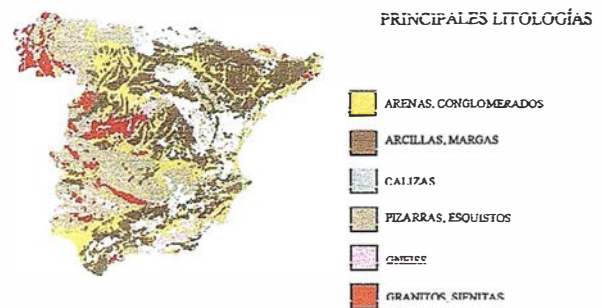 PRINCIPALES LITOLOGÍAS
ARENAS, CONGLOMERADOS
ARCILLAS, MARGAS
CALIZAS
PIZARRAS, ESQUISTOS
GNEISS
GRANITOS, SIENITAS